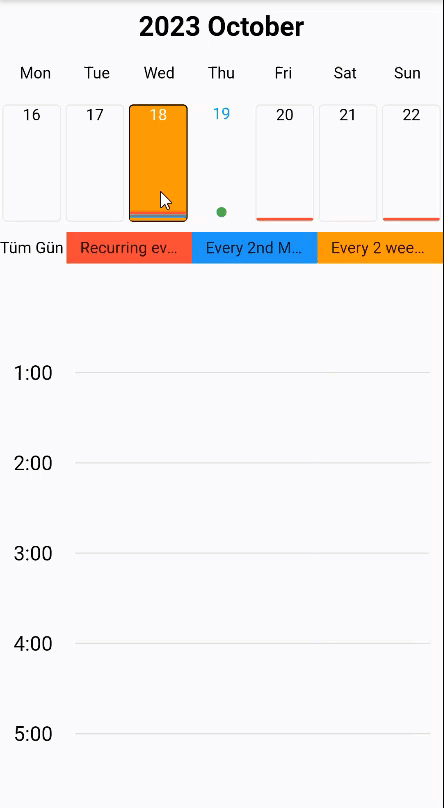 2023 October
Mon Tue Wed Thu Fri Sat Sun
16 17 18 19 20 21 22
Tüm Gün Recurring ev... Every 2nd M... Every 2 wee...
1:00
2:00
3:00
4:00
5:00